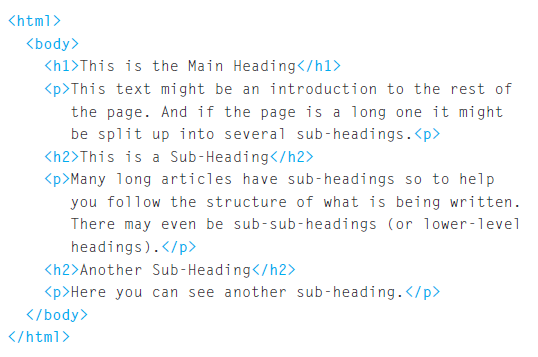 <html>
<body>
<h1>This is the Main Heading</h1>
<p>This text might be an introduction to the rest of
the page. And if the page is a long one it might
be split up into several sub-headings.<p>
<h2>This is a Sub-Heading</h2>
<p>Many long articles have sub-headings so to help
you follow the structure of what is being written.
There may even be sub-sub-headings (or lower-level
headings).</p>
<h2>Another Sub-Heading</h2>
<p>Here you can see another sub-heading.</p>
</body>
</html>